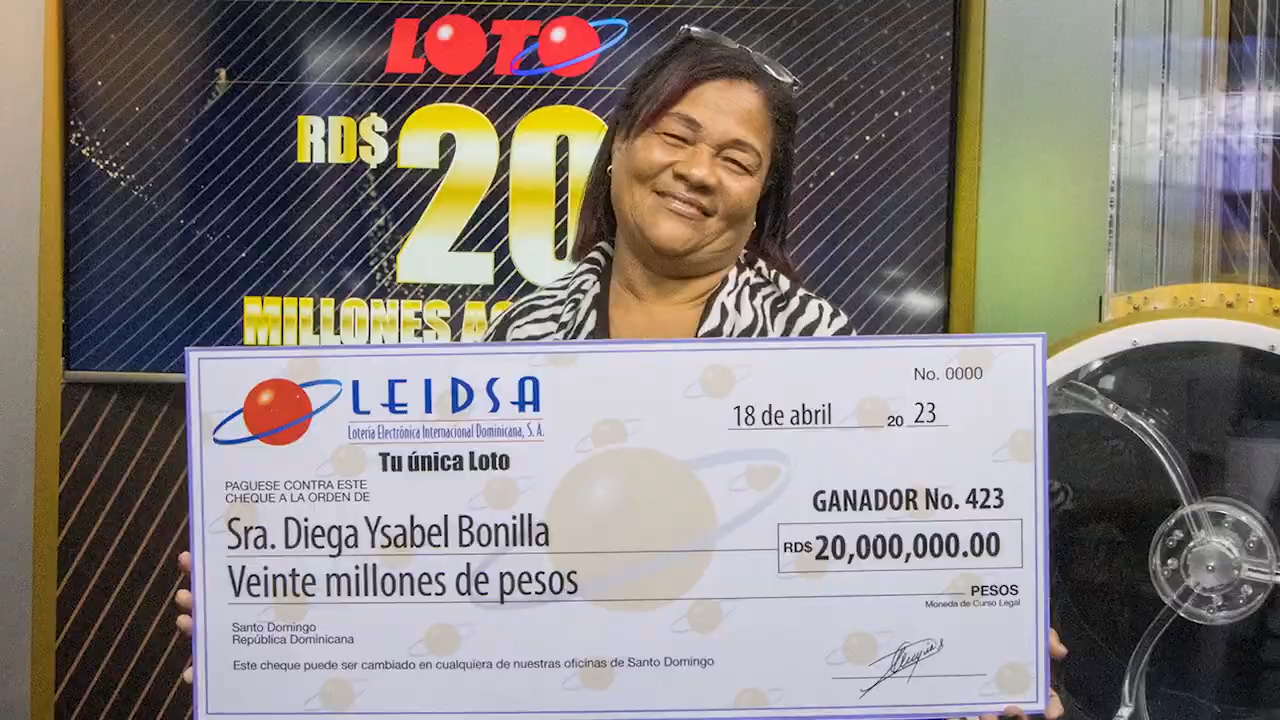 LOTO
RD$ 20
MILLONES
LEIDSA
Lotería Electrónica Internacional Dominicana, S. A.
Tu única Loto
No. 0000
18 de abril 20 23
PAGUESE CONTRA ESTE
CHEQUE A LA ORDEN DE
GANADOR No. 423
Sra. Diega Ysabel Bonilla
RD$ 20,000,000.00
Veinte millones de pesos
PESOS
Moneda de Curso Legal
Santo Domingo
República Dominicana
Este cheque puede ser cambiado en cualquiera de nuestras oficinas de Santo Domingo